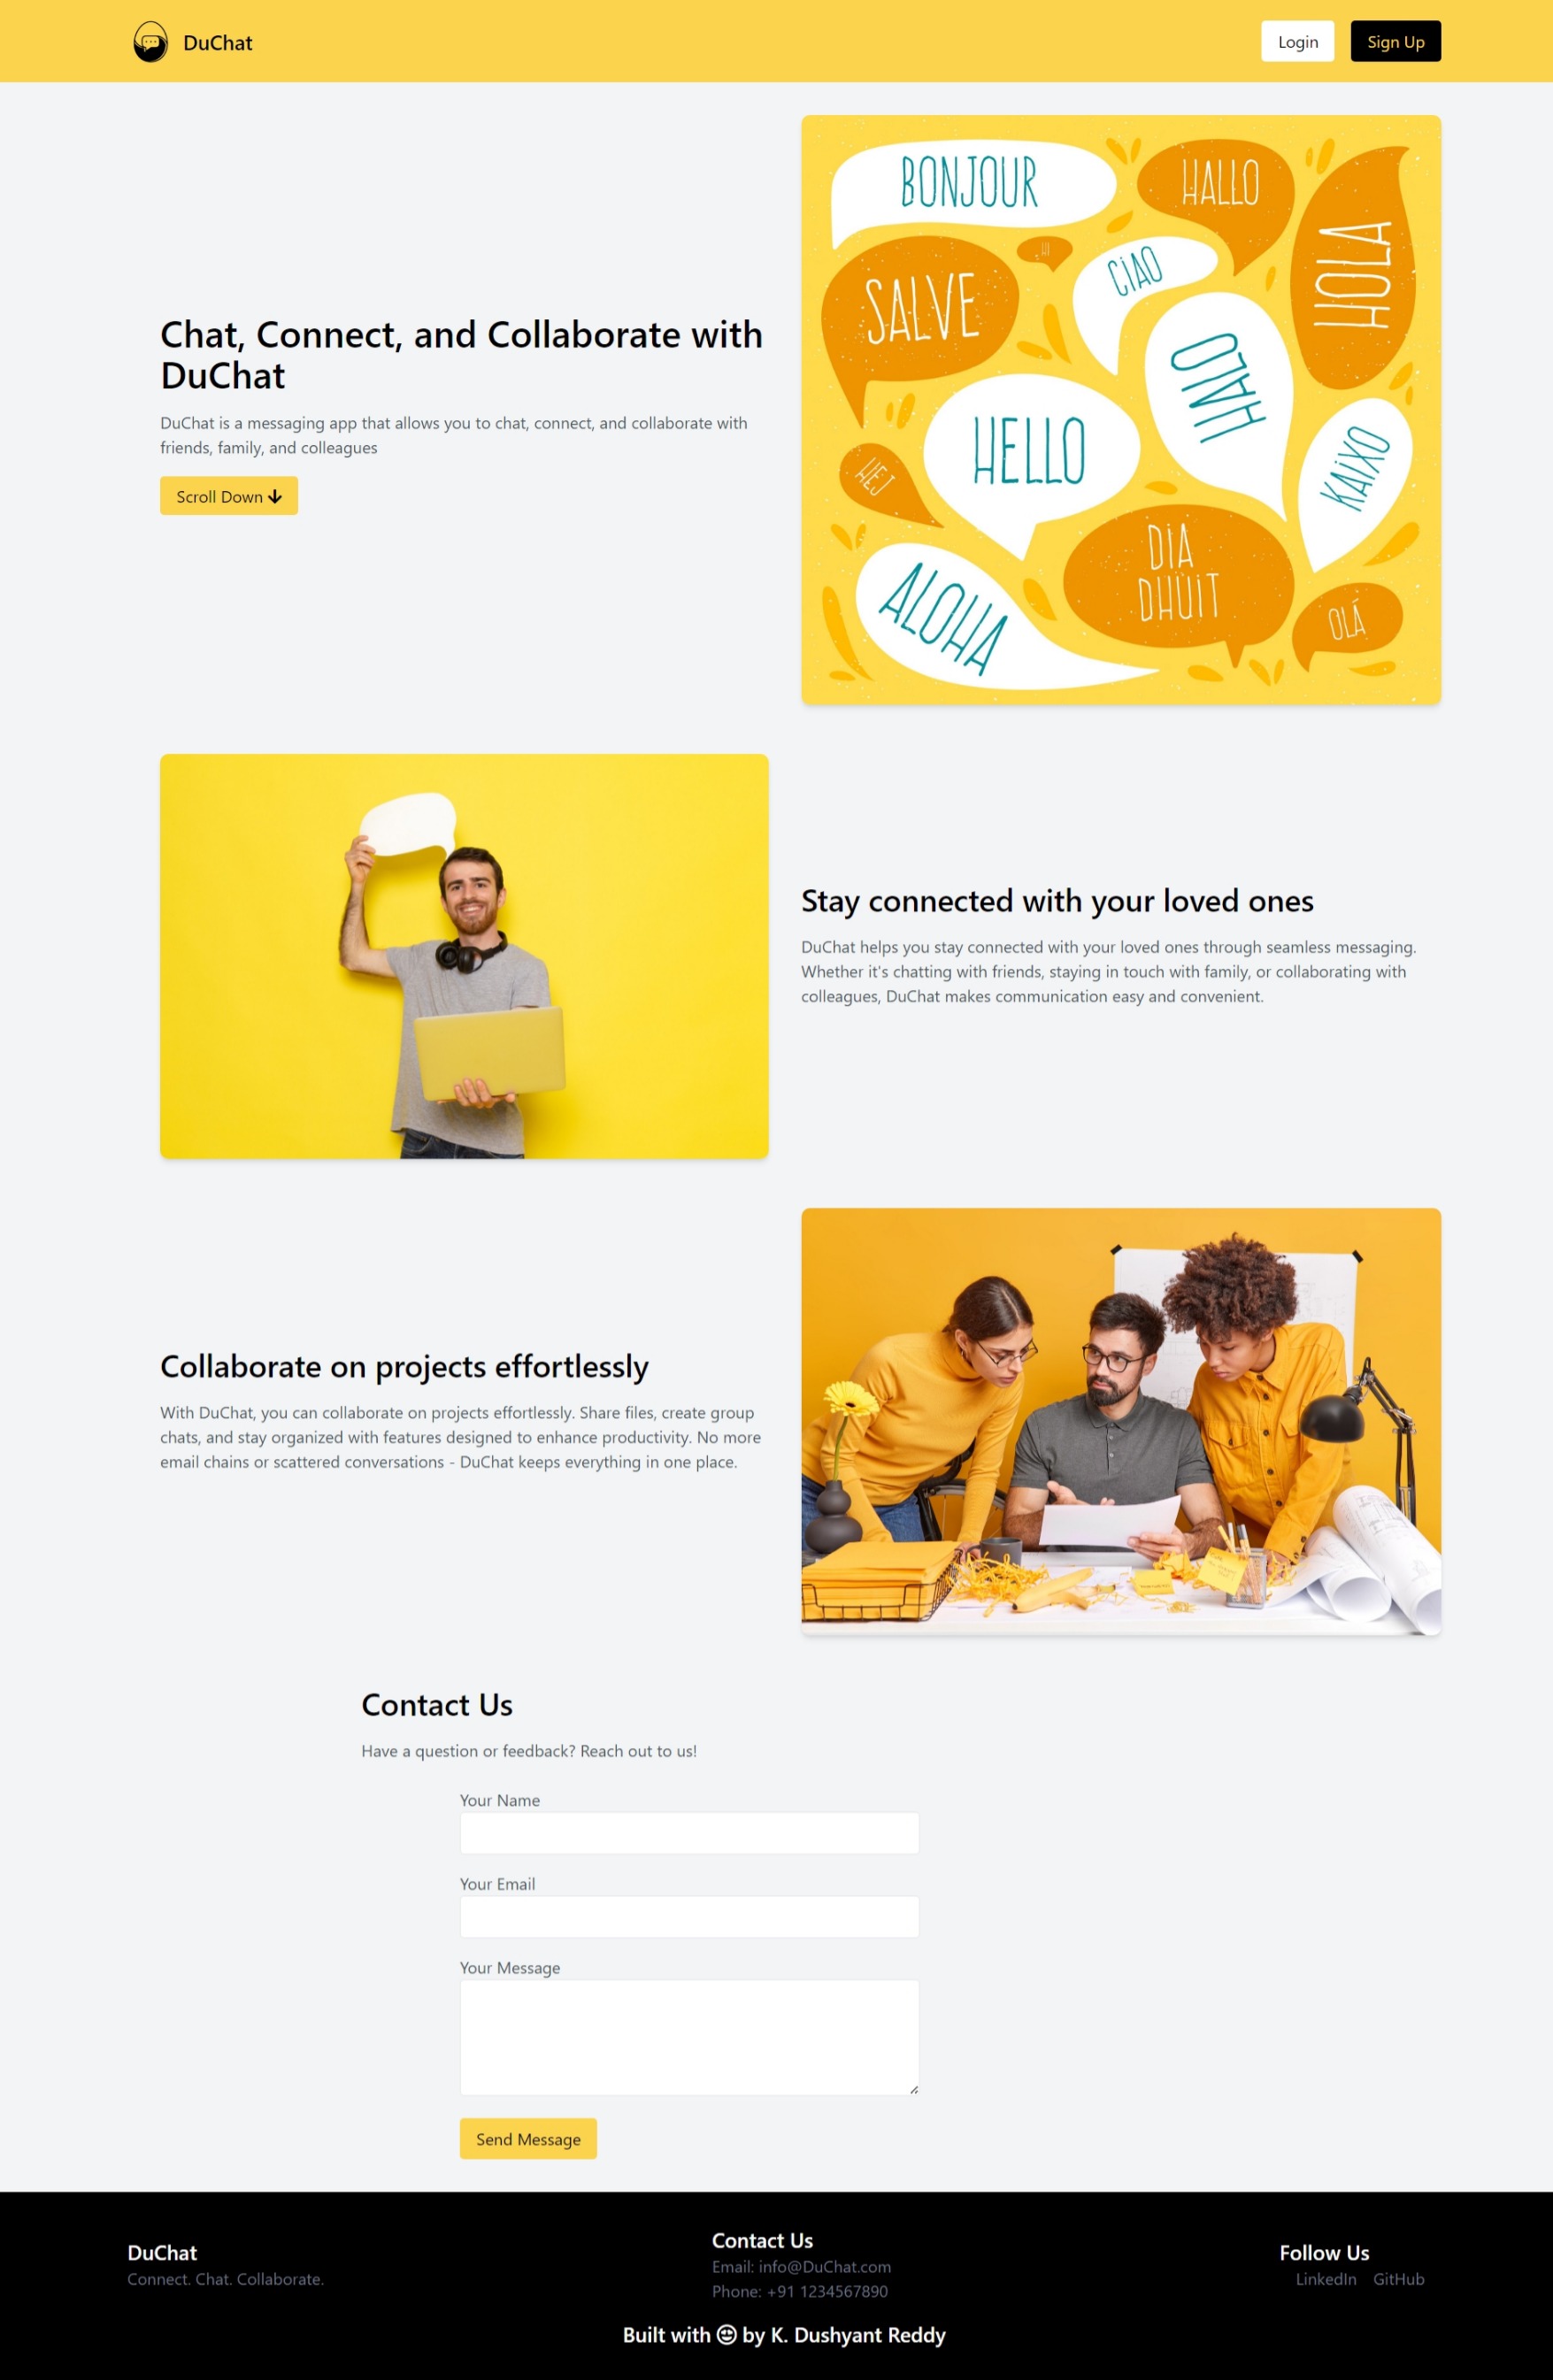 DuChat
Login
Sign Up
BONJOUR
HALLO
HOLA
SALVE
HI
CIAO
HALO
HELLO
KAIXO
HEJ
DIA
DHUIT
ALOHA
OLÁ
Chat, Connect, and Collaborate with
DuChat
DuChat is a messaging app that allows you to chat, connect, and collaborate with
friends, family, and colleagues
Scroll Down
Stay connected with your loved ones
DuChat helps you stay connected with your loved ones through seamless messaging.
Whether it's chatting with friends, staying in touch with family, or collaborating with
colleagues, DuChat makes communication easy and convenient.
Collaborate on projects effortlessly
With DuChat, you can collaborate on projects effortlessly. Share files, create group
chats, and stay organized with features designed to enhance productivity. No more
email chains or scattered conversations - DuChat keeps everything in one place.
Contact Us
Have a question or feedback? Reach out to us!
Your Name
Your Email
Your Message
Send Message
DuChat
Connect. Chat. Collaborate.
Contact Us
Email: info@DuChat.com
Phone: +91 1234567890
Follow Us
LinkedIn GitHub
Built with 😍 by K. Dushyant Reddy